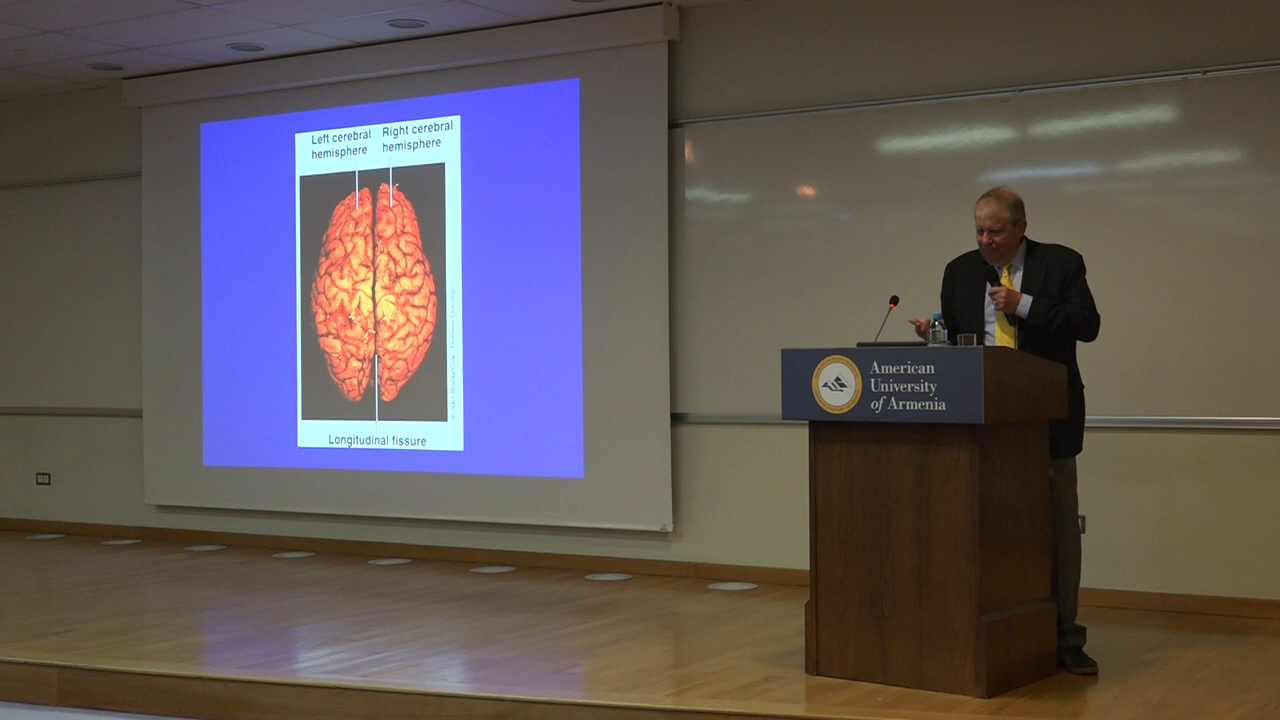 Left cerebral
hemisphere
Right cerebral
hemisphere
Longitudinal fissure
American
University
of Armenia